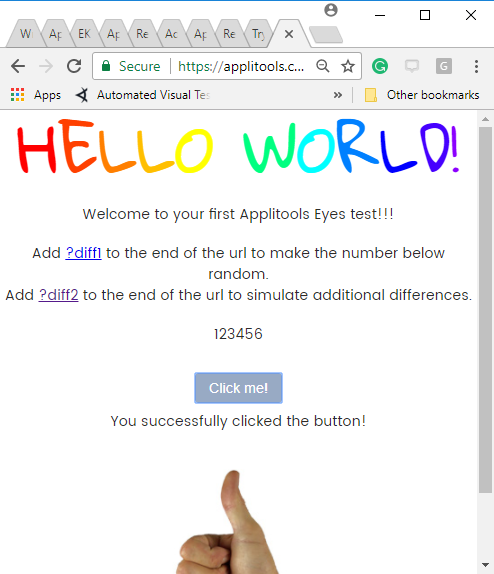 W Ap EK Ap Re Ac Ap Re Try
Secure https://applitools.c...
Apps Automated Visual Tes » Other bookmarks
HELLO WORLD!
Welcome to your first Applitools Eyes test!!!
Add ?diff1 to the end of the url to make the number below
random.
Add ?diff2 to the end of the url to simulate additional differences.
123456
Click me!
You successfully clicked the button!